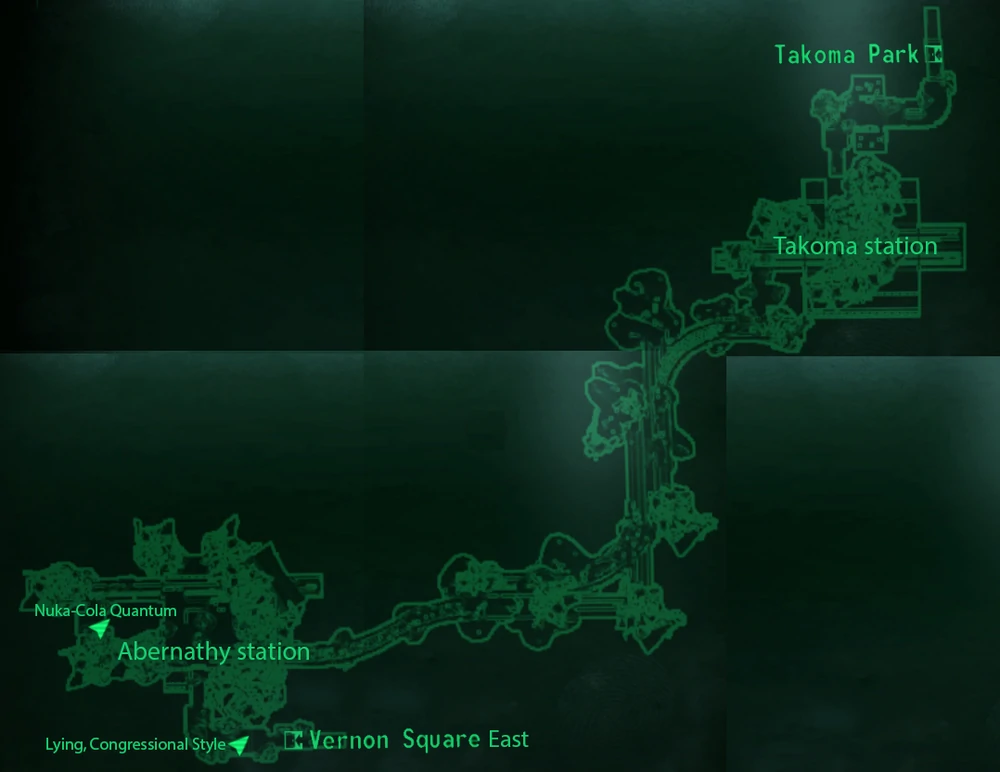 Takoma Park
Takoma station
Nuka-Cola Quantum
Abernathy station
Vernon Square East
Lying, Congressional Style